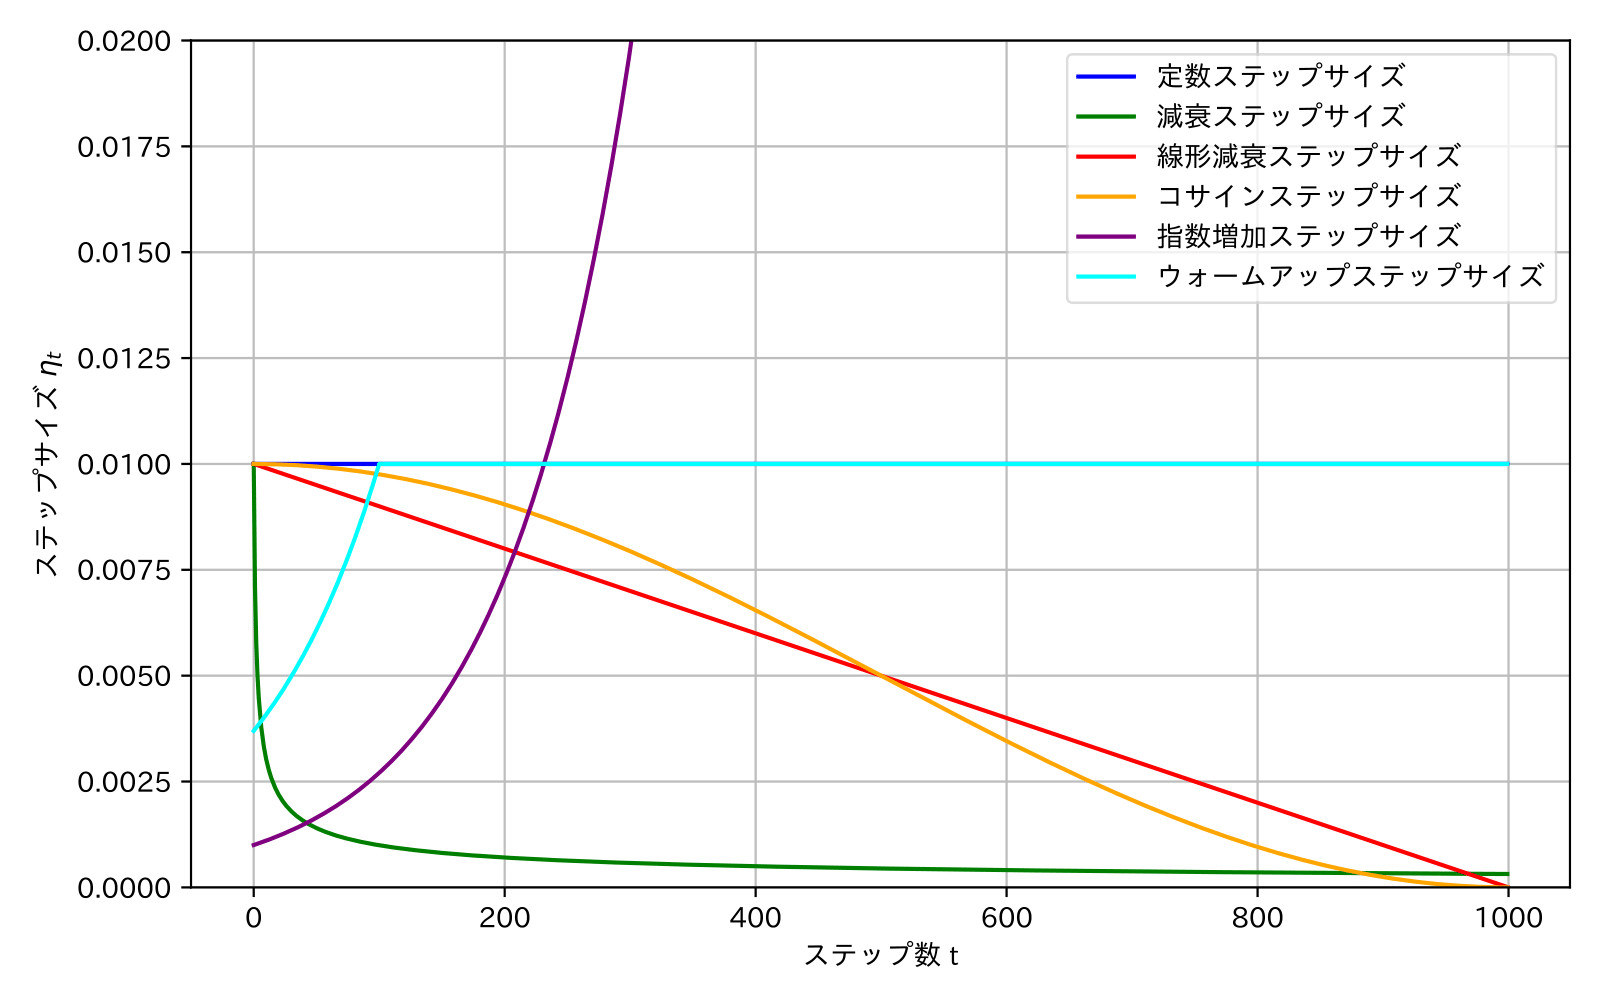 0.0200
0.0175
0.0150
0.0125
0.0100
0.0075
0.0050
0.0025
0.0000
ステップサイズ ηt
定数ステップサイズ
減衰ステップサイズ
線形減衰ステップサイズ
コサインステップサイズ
指数増加ステップサイズ
ウォームアップステップサイズ
0 200 400 600 800 1000
ステップ数 t